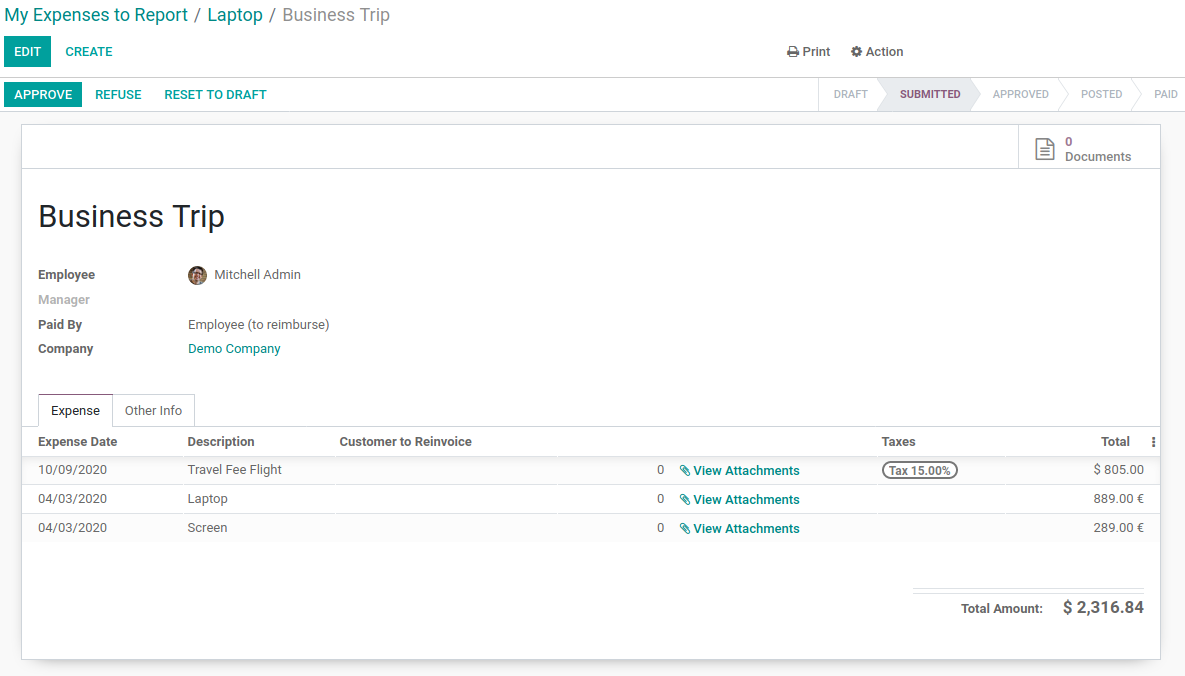 My Expenses to Report / Laptop / Business Trip
EDIT CREATE Print Action
APPROVE REFUSE RESET TO DRAFT DRAFT SUBMITTED APPROVED POSTED PAID
0
Documents
Business Trip
Employee Mitchell Admin
Manager
Paid By Employee (to reimburse)
Company Demo Company
Expense Other Info
Expense Date Description Customer to Reinvoice Taxes Total
10/09/2020 Travel Fee Flight 0 View Attachments Tax 15.00% $ 805.00
04/03/2020 Laptop 0 View Attachments 889.00 €
04/03/2020 Screen 0 View Attachments 289.00 €
Total Amount: $ 2,316.84